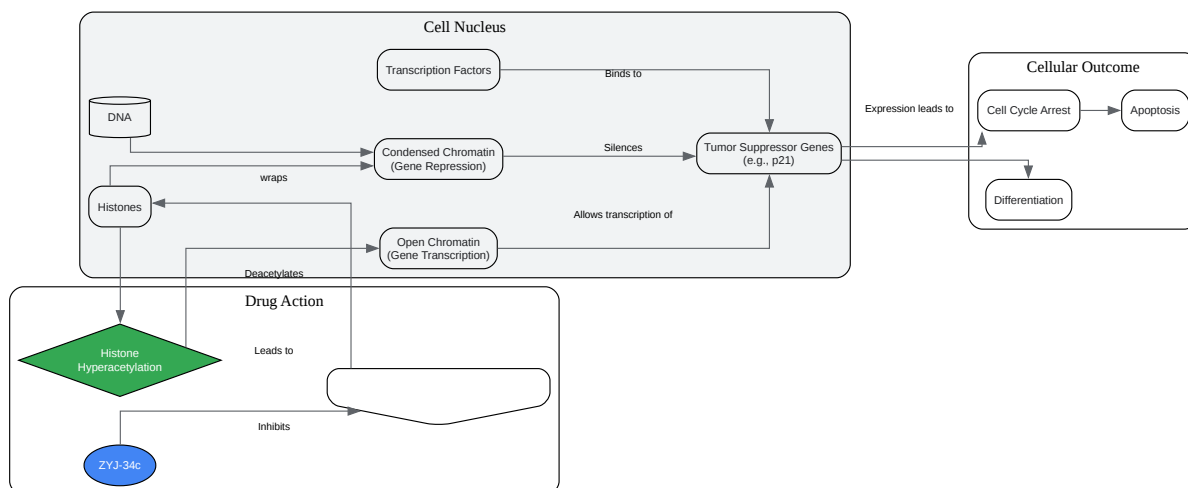 Cell Nucleus
Transcription Factors
Binds to
DNA
Condensed Chromatin
(Gene Repression)
Silences
Tumor Suppressor Genes
(e.g., p21)
wraps
Histones
Allows transcription of
Open Chromatin
(Gene Transcription)
Deacetylates
Expression leads to
Cellular Outcome
Cell Cycle Arrest
Apoptosis
Differentiation
Drug Action
Histone
Hyperacetylation
Leads to
Inhibits
ZYJ-34c